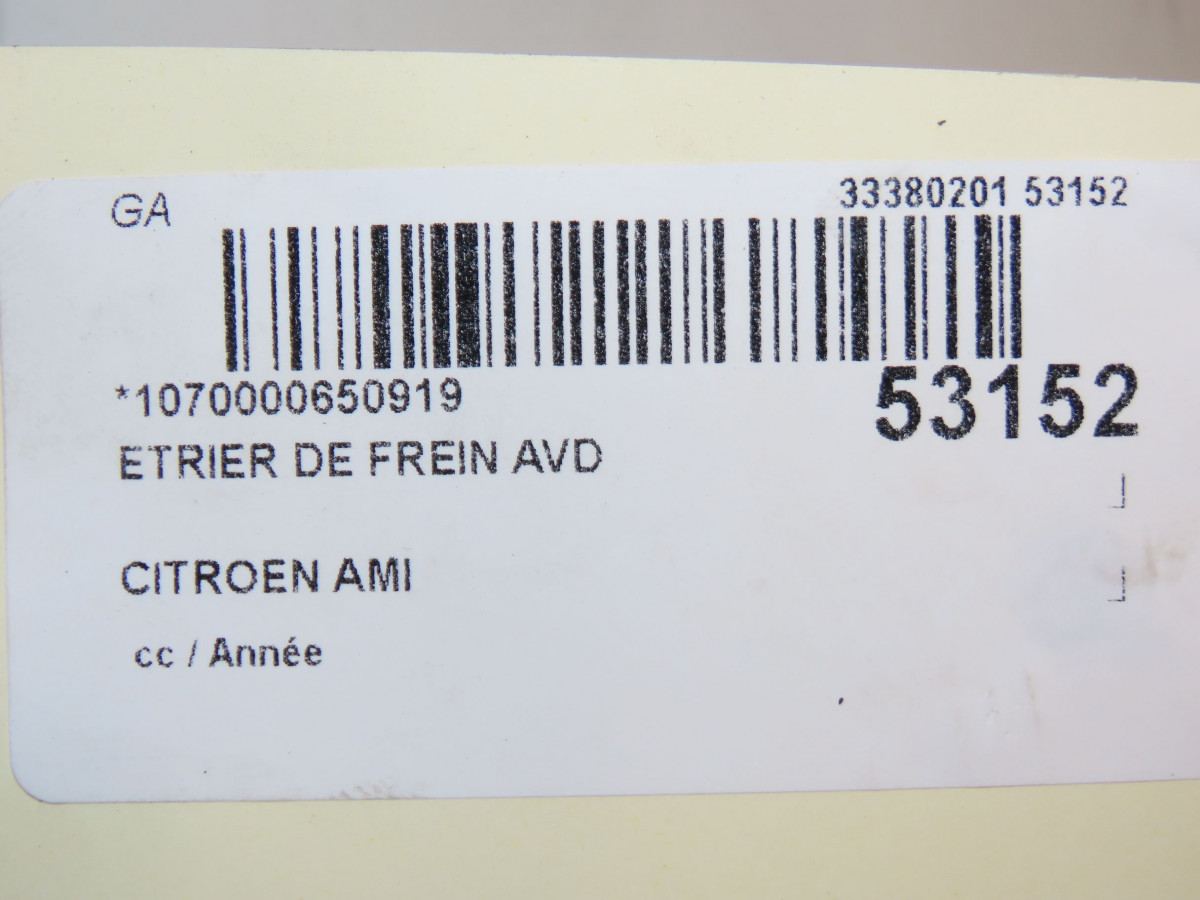 GA
33380201 53152
*1070000650919
53152
ETRIER DE FREIN AVD
CITROEN AMI
cc / Année